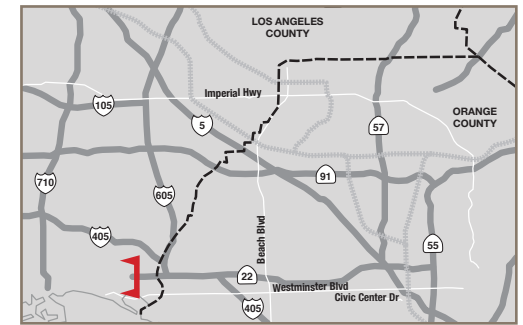 LOS ANGELES
COUNTY
Imperial Hwy
105
5
57
ORANGE
COUNTY
710
605
91
405
Beach Blvd
55
22
Westminster Blvd
Civic Center Dr
405